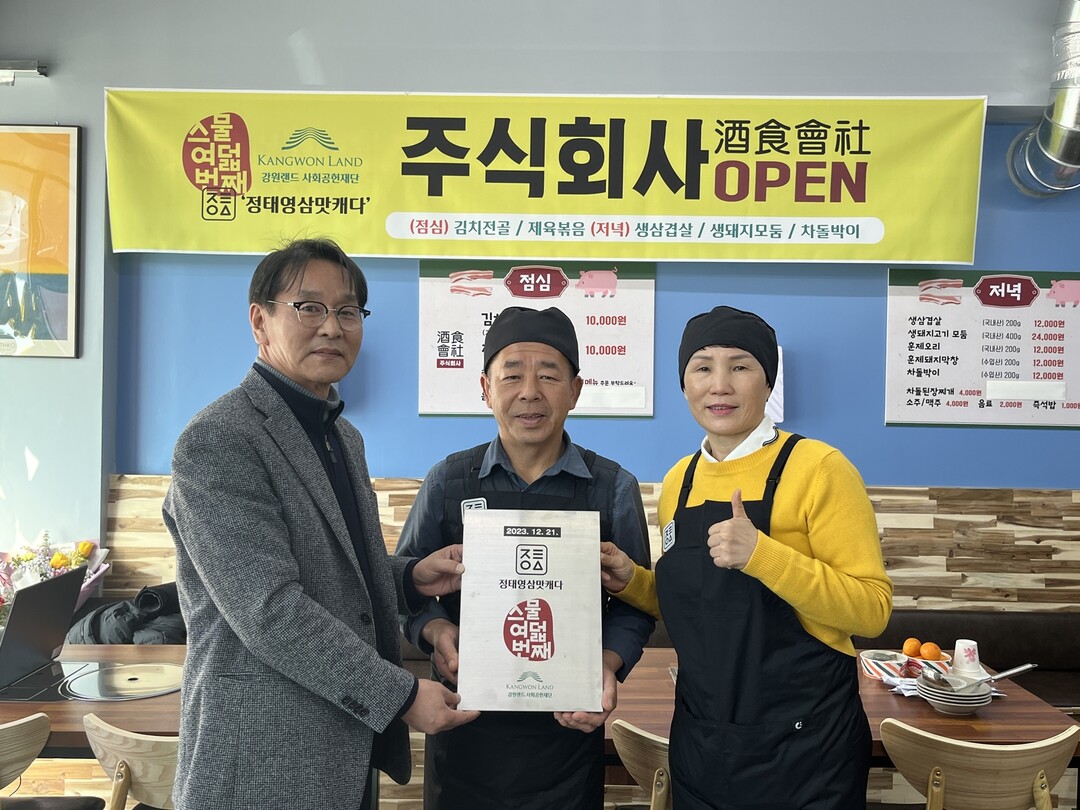 스물
여덟
번째
KANGWON LAND
강원랜드 사회공헌재단
정태영삼맛캐다
주식회사 酒食會社
OPEN
(점심) 김치전골 / 제육볶음 (저녁) 생삼겹살 / 생돼지모둠 / 차돌박이
점심
10.000원
10.000원
酒食
會社
주식회사
저녁
생삼겹살 (국내산) 200g 12,000원
생돼지고기 모둠 (국내산) 400g 24,000원
훈제오리 (국내산) 200g 12,000원
훈제돼지막창 (수입산) 200g 12,000원
차돌박이 (수입산) 200g 12,000원
차돌된장찌개 4,000원
소주/맥주 4,000원 음료 2,000원 즉석밥
2023. 12. 21.
정태영삼맛캐다
스물
여덟
번째
KANGWON LAND
강원랜드 사회공헌재단